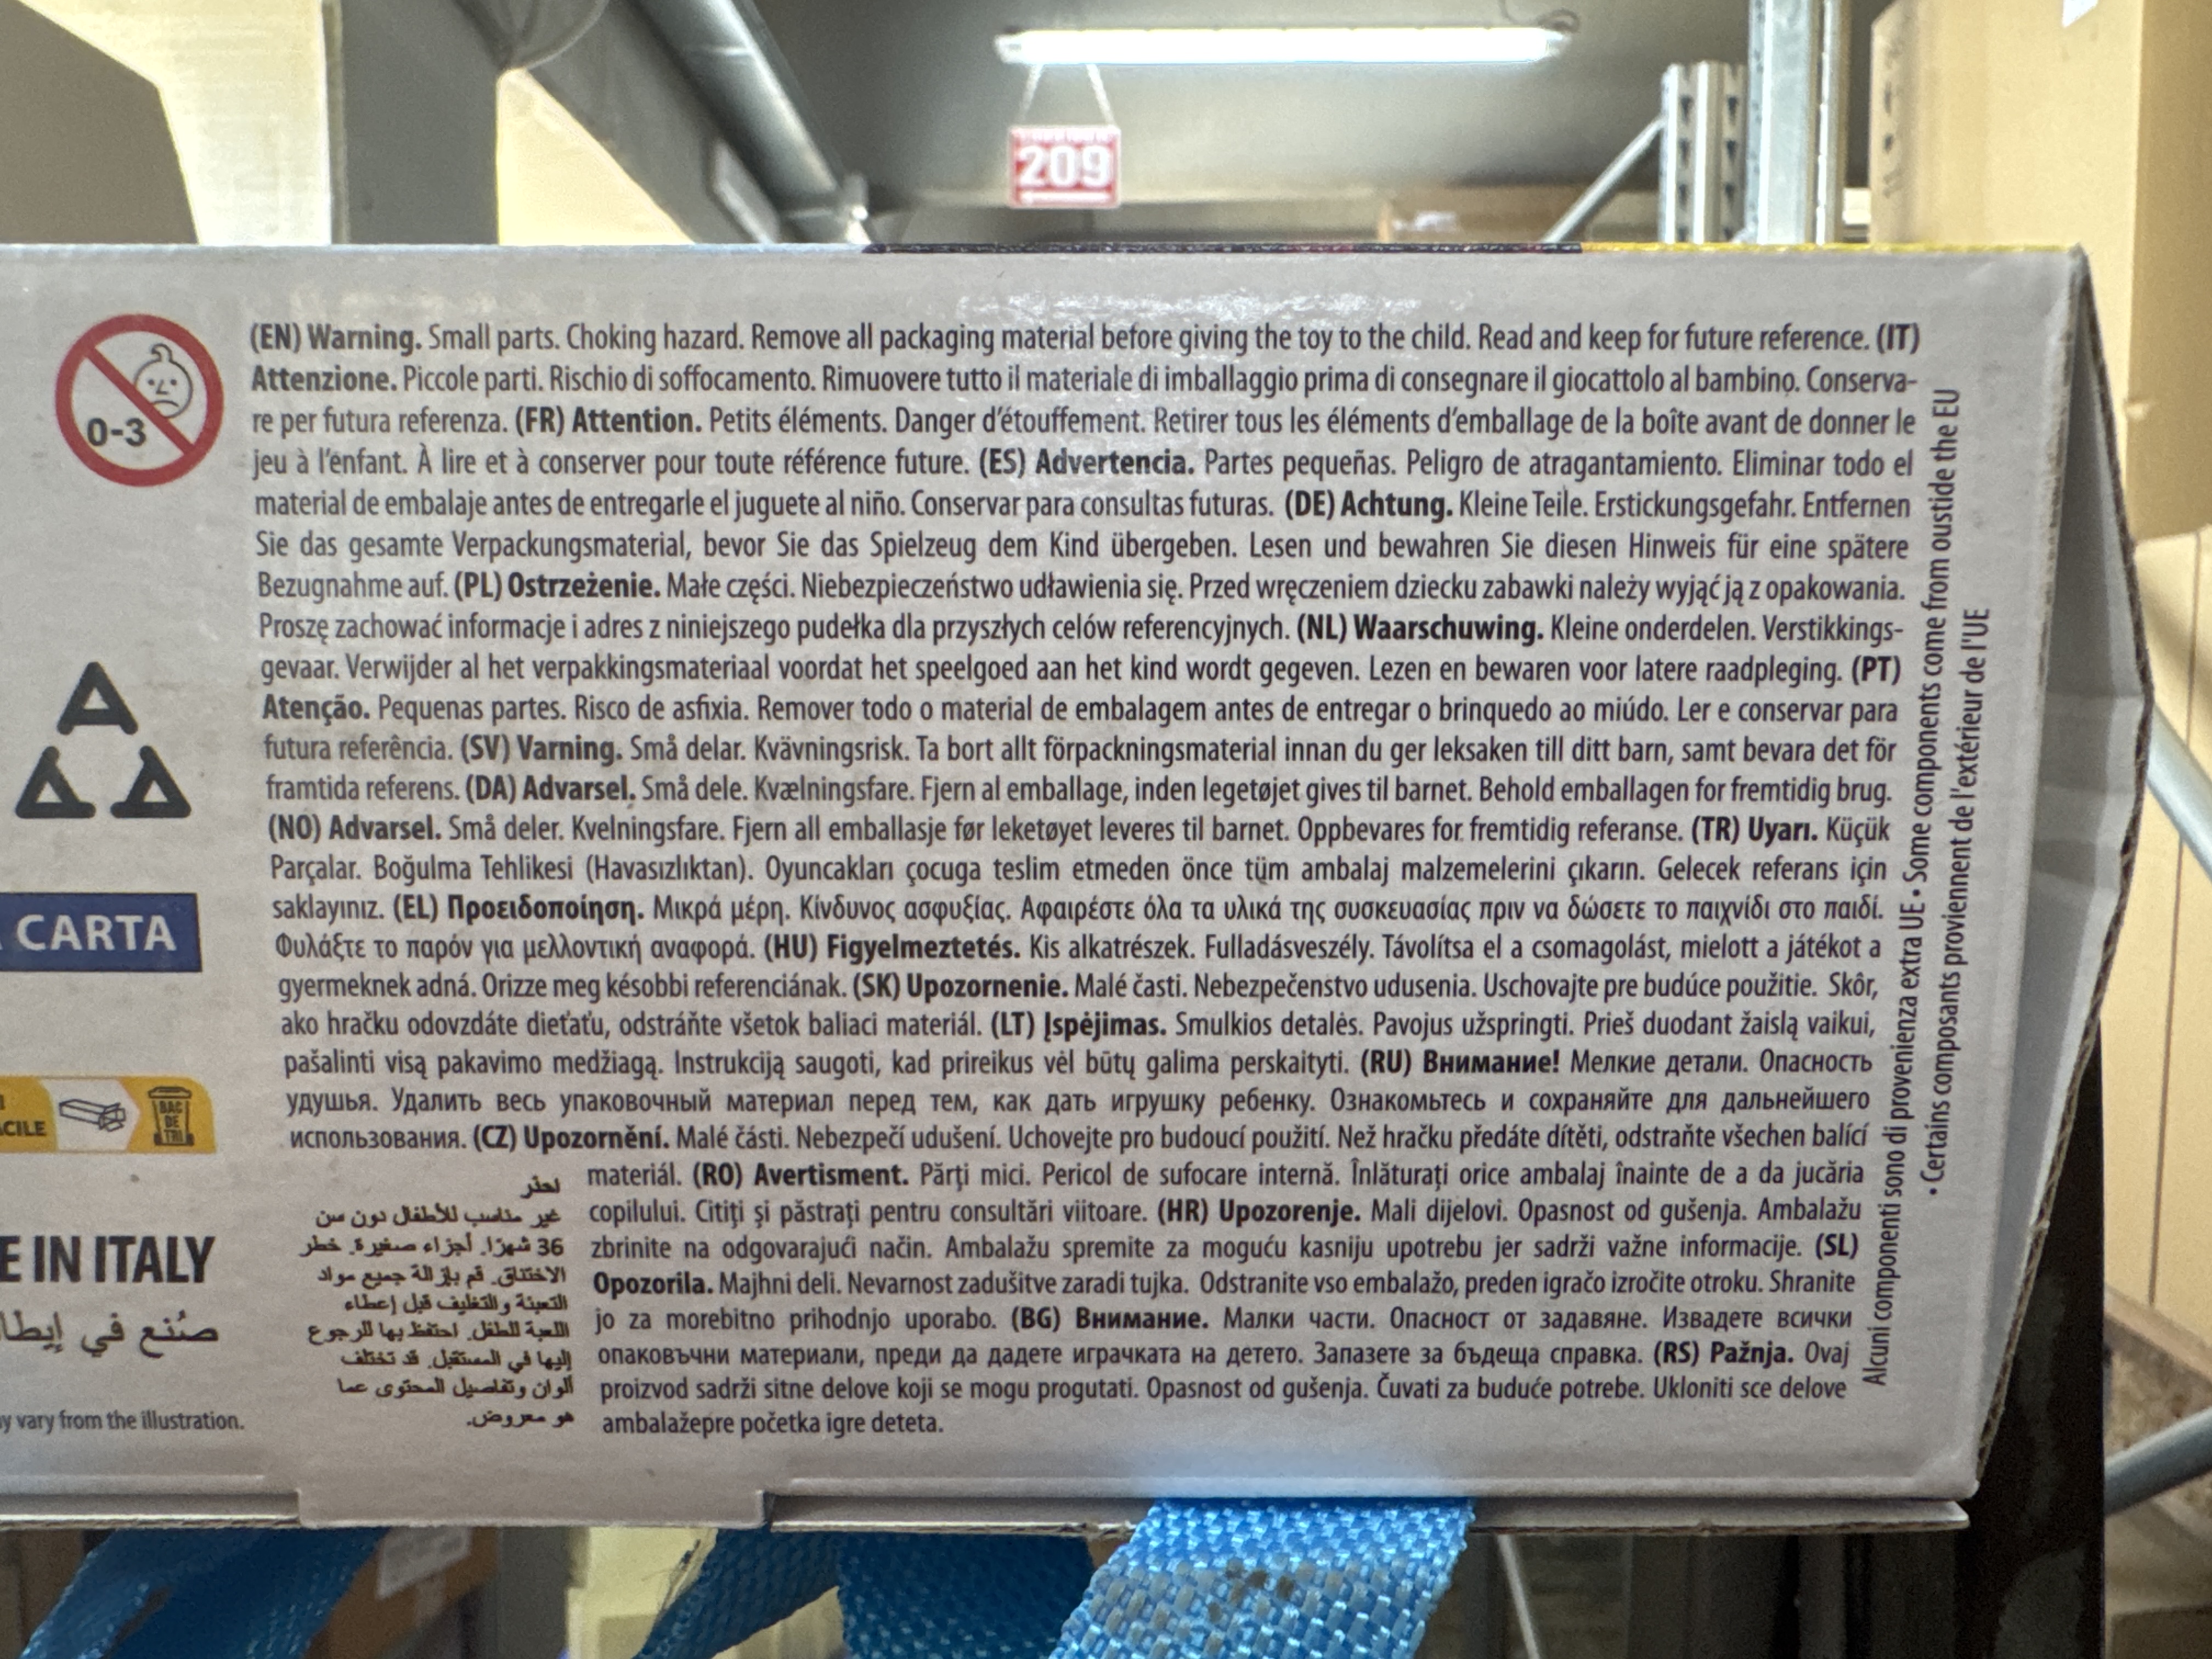 209
0-3
(EN) Warning. Small parts. Choking hazard. Remove all packaging material before giving the toy to the child. Read and keep for future reference. (IT)
Attenzione. Piccole parti. Rischio di soffocamento. Rimuovere tutto il materiale di imballaggio prima di consegnare il giocattolo al bambino. Conserva-
re per futura referenza. (FR) Attention. Petits éléments. Danger d'étouffement. Retirer tous les éléments d'emballage de la boîte avant de donner le
jeu à l'enfant. À lire et à conserver pour toute référence future. (ES) Advertencia. Partes pequeñas. Peligro de atragantamiento. Eliminar todo el
material de embalaje antes de entregarle el juguete al niño. Conservar para consultas futuras. (DE) Achtung. Kleine Teile. Erstickungsgefahr. Entfernen
Sie das gesamte Verpackungsmaterial, bevor Sie das Spielzeug dem Kind übergeben. Lesen und bewahren Sie diesen Hinweis für eine spätere
Bezugnahme auf. (PL) Ostrzeżenie. Małe części. Niebezpieczeństwo udławienia się. Przed wręczeniem dziecku zabawki należy wyjąć ją z opakowania.
Proszę zachować informacje i adres z niniejszego pudełka dla przyszłych celów referencyjnych. (NL) Waarschuwing. Kleine onderdelen. Verstikkings-
gevaar. Verwijder al het verpakkingsmateriaal voordat het speelgoed aan het kind wordt gegeven. Lezen en bewaren voor latere raadpleging. (PT)
Atenção. Pequenas partes. Risco de asfixia. Remover todo o material de embalagem antes de entregar o brinquedo ao miúdo. Ler e conservar para
futura referência. (SV) Varning. Små delar. Kvävningsrisk. Ta bort allt förpackningsmaterial innan du ger leksaken till ditt barn, samt bevara det för
framtida referens. (DA) Advarsel. Små dele. Kvælningsfare. Fjern al emballage, inden legetøjet gives til barnet. Behold emballagen for fremtidig brug.
(NO) Advarsel. Små deler. Kvelningsfare. Fjern all emballasje før leketøyet leveres til barnet. Oppbevares for fremtidig referanse. (TR) Uyarı. Küçük
Parçalar. Boğulma Tehlikesi (Havasızlıktan). Oyuncakları çocuga teslim etmeden önce tüm ambalaj malzemelerini çıkarın. Gelecek referans için
saklayınız. (EL) Προειδοποίηση. Μικρά μέρη. Κίνδυνος ασφυξίας. Αφαιρέστε όλα τα υλικά της συσκευασίας πριν να δώσετε το παιχνίδι στο παιδί.
Φυλάξτε το παρόν για μελλοντική αναφορά. (HU) Figyelmeztetés. Kis alkatrészek. Fulladásveszély. Távolítsa el a csomagolást, mielott a játékot a
gyermeknek adná. Orizze meg késobbi referenciának. (SK) Upozornenie. Malé časti. Nebezpečenstvo udusenia. Uschovajte pre budúce použitie. Skôr,
ako hračku odovzdáte dieťaťu, odstráňte všetok baliaci materiál. (LT) Įspėjimas. Smulkios detalės. Pavojus užspringti. Prieš duodant žaislą vaikui,
pašalinti visą pakavimo medžiagą. Instrukciją saugoti, kad prireikus vėl būtų galima perskaityti. (RU) Внимание! Мелкие детали. Опасность
удушья. Удалить весь упаковочный материал перед тем, как дать игрушку ребенку. Ознакомьтесь и сохраняйте для дальнейшего
использования. (CZ) Upozornění. Malé části. Nebezpečí udušení. Uchovejte pro budoucí použití. Než hračku předáte dítěti, odstraňte všechen balící
materiál. (RO) Avertisment. Părți mici. Pericol de sufocare internă. Înlăturați orice ambalaj înainte de a da jucăria
copilului. Citiți și păstrați pentru consultări viitoare. (HR) Upozorenje. Mali dijelovi. Opasnost od gušenja. Ambalažu
zbrinite na odgovarajući način. Ambalažu spremite za moguću kasniju upotrebu jer sadrži važne informacije. (SL)
Opozorila. Majhni deli. Nevarnost zadušitve zaradi tujka. Odstranite vso embalažo, preden igračo izročite otroku. Shranite
jo za morebitno prihodnjo uporabo. (BG) Внимание. Малки части. Опасност от задавяне. Извадете всички
опаковъчни материали, преди да дадете играчката на детето. Запазете за бъдеща справка. (RS) Pažnja. Ovaj
proizvod sadrži sitne delove koji se mogu progutati. Opasnost od gušenja. Čuvati za buduće potrebe. Ukloniti sce delove
ambalažepre početka igre deteta.
غير مناسب للأطفال دون سن
36 شهرًا. أجزاء صغيرة. خطر
الاختناق. قم بإزالة جميع مواد
التعبئة والتغليف قبل إعطاء
اللعبة للطفل. احتفظ بها للرجوع
إليها في المستقبل. قد تختلف
ألوان وتفاصيل المحتوى عما
هو معروض.
Alcuni componenti sono di provenienza extra UE • Some components come from oustide the EU
• Certains composants proviennent de l'extérieur de l'UE
CARTA
CILE
BAC
DE
TRI
E IN ITALY
صُنع في إيطا
y vary from the illustration.